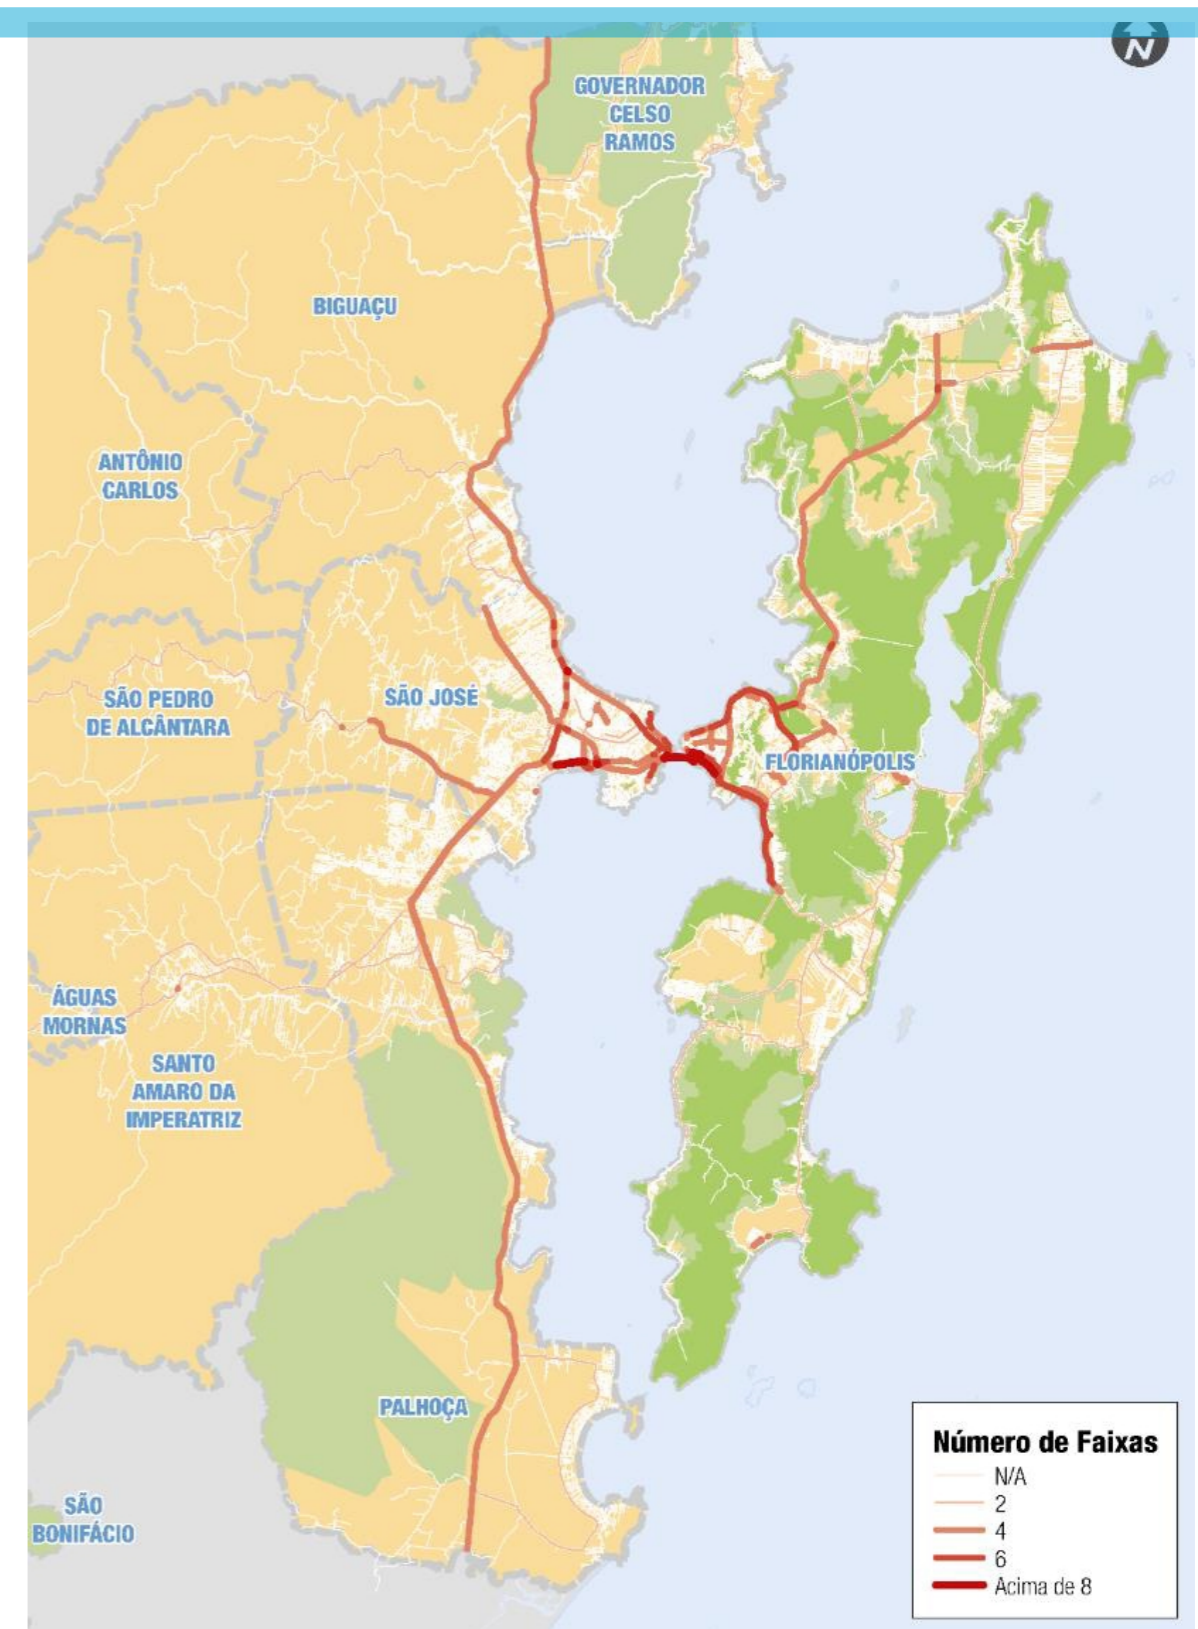 N
GOVERNADOR
CELSO
RAMOS
BIGUAÇU
ANTÔNIO
CARLOS
SÃO PEDRO
DE ALCÂNTARA
SÃO JOSÉ
FLORIANÓPOLIS
ÁGUAS
MORNAS
SANTO
AMARO DA
IMPERATRIZ
PALHOÇA
SÃO
BONIFÁCIO
Número de Faixas
N/A
2
4
6
Acima de 8